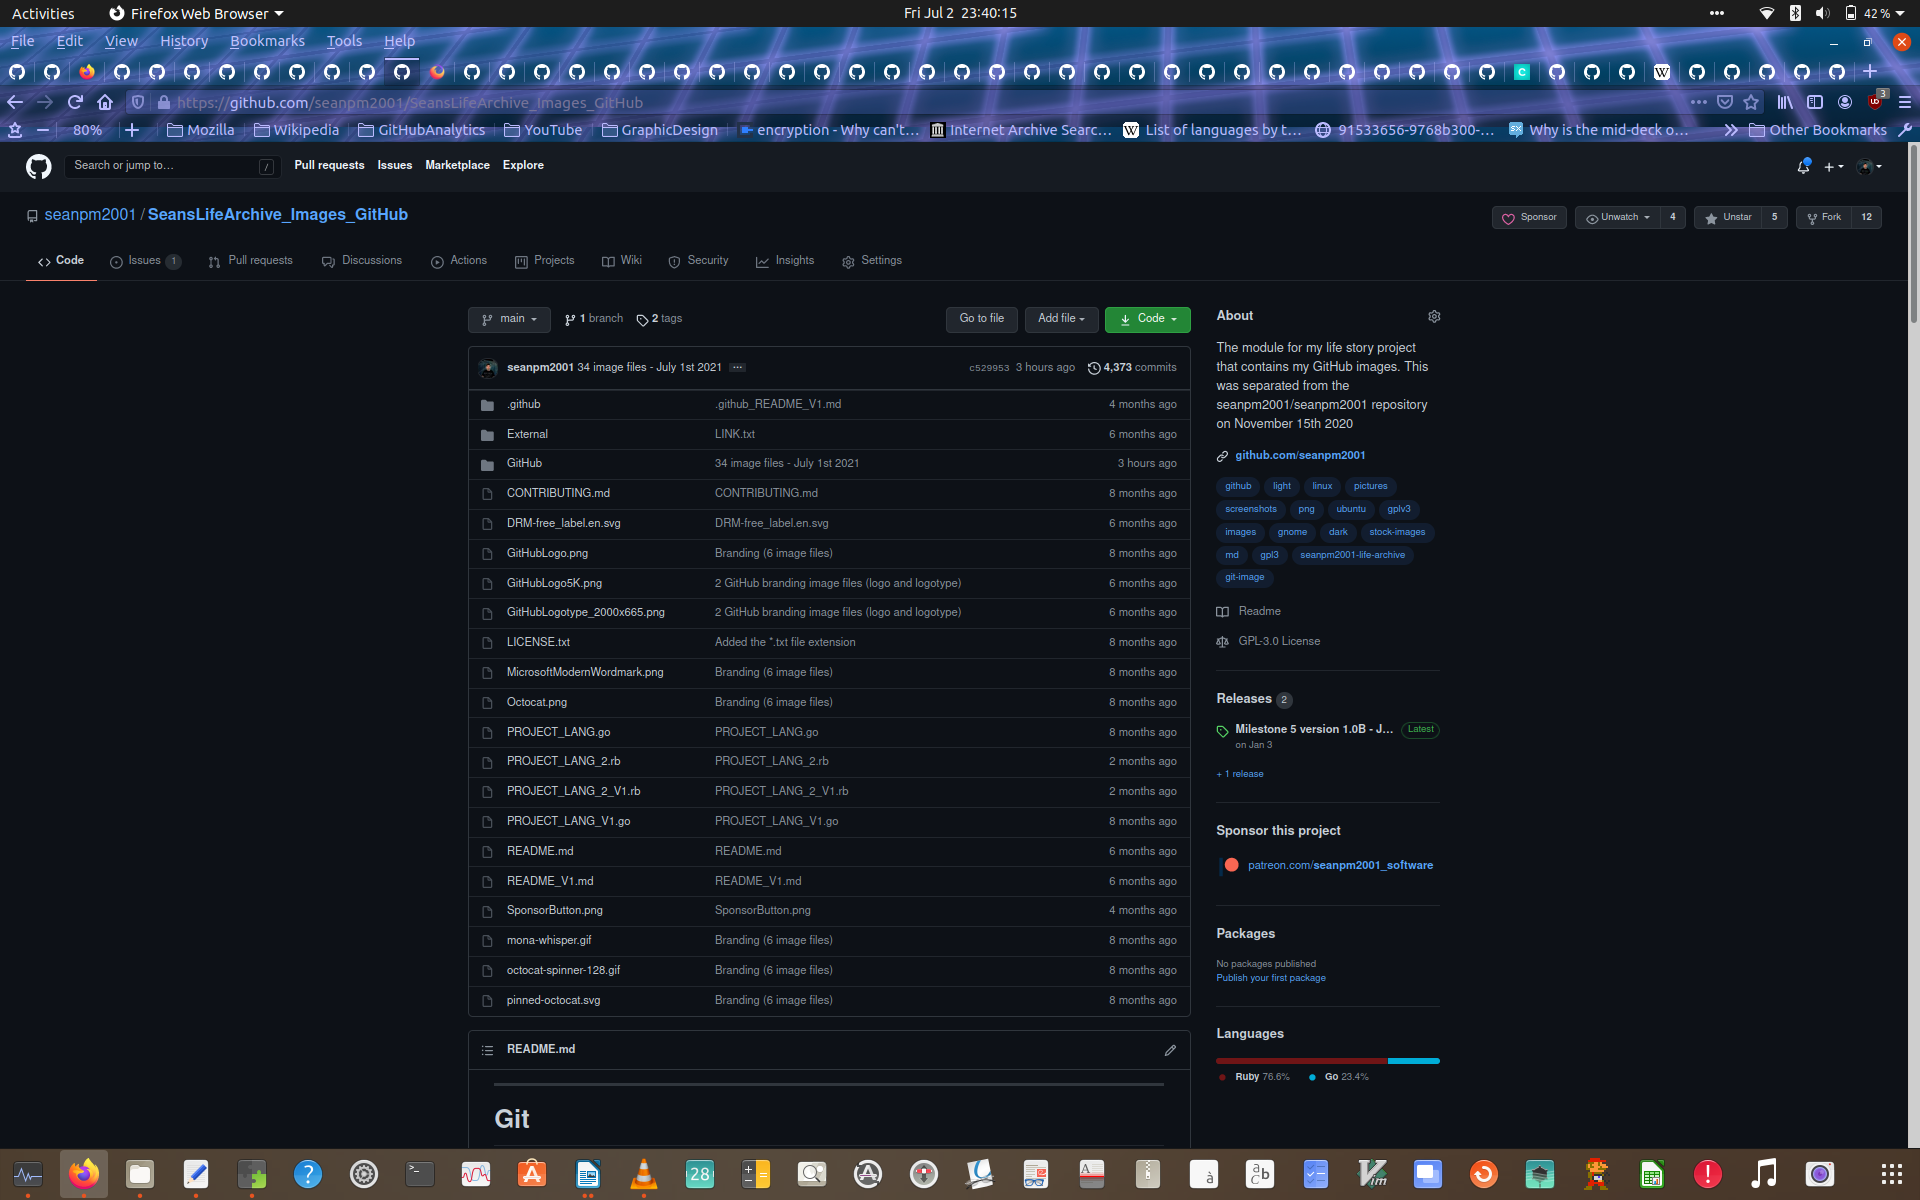 Activities Firefox Web Browser Fri Jul 2 23:40:15 42 %
File Edit View History Bookmarks Tools Help
https://github.com/seanpm2001/SeansLifeArchive_Images_GitHub 3
80% Mozilla Wikipedia GitHubAnalytics YouTube GraphicDesign encryption - Why can't... Internet Archive Searc... List of languages by t... 91533656-9768b300-... Why is the mid-deck o... Other Bookmarks
Search or jump to... / Pull requests Issues Marketplace Explore
seanpm2001 / SeansLifeArchive_Images_GitHub Sponsor Unwatch 4 Unstar 5 Fork 12
Code Issues 1 Pull requests Discussions Actions Projects Wiki Security Insights Settings
main 1 branch 2 tags Go to file Add file Code
seanpm2001 34 image files - July 1st 2021 ... c529953 3 hours ago 4,373 commits
.github .github_README_V1.md 4 months ago
External LINK.txt 6 months ago
GitHub 34 image files - July 1st 2021 3 hours ago
CONTRIBUTING.md CONTRIBUTING.md 8 months ago
DRM-free_label.en.svg DRM-free_label.en.svg 6 months ago
GitHubLogo.png Branding (6 image files) 8 months ago
GitHubLogo5K.png 2 GitHub branding image files (logo and logotype) 6 months ago
GitHubLogotype_2000x665.png 2 GitHub branding image files (logo and logotype) 6 months ago
LICENSE.txt Added the *.txt file extension 8 months ago
MicrosoftModernWordmark.png Branding (6 image files) 8 months ago
Octocat.png Branding (6 image files) 8 months ago
PROJECT_LANG.go PROJECT_LANG.go 8 months ago
PROJECT_LANG_2.rb PROJECT_LANG_2.rb 2 months ago
PROJECT_LANG_2_V1.rb PROJECT_LANG_2_V1.rb 2 months ago
PROJECT_LANG_V1.go PROJECT_LANG_V1.go 8 months ago
README.md README.md 6 months ago
README_V1.md README_V1.md 6 months ago
SponsorButton.png SponsorButton.png 4 months ago
mona-whisper.gif Branding (6 image files) 8 months ago
octocat-spinner-128.gif Branding (6 image files) 8 months ago
pinned-octocat.svg Branding (6 image files) 8 months ago
README.md
Git
About
The module for my life story project
that contains my GitHub images. This
was separated from the
seanpm2001/seanpm2001 repository
on November 15th 2020
github.com/seanpm2001
github light linux pictures
screenshots png ubuntu gplv3
images gnome dark stock-images
md gpl3 seanpm2001-life-archive
git-image
Readme
GPL-3.0 License
Releases 2
Milestone 5 version 1.0B - J... Latest
on Jan 3
+ 1 release
Sponsor this project
patreon.com/seanpm2001_software
Packages
No packages published
Publish your first package
Languages
Ruby 76.6% Go 23.4%
28